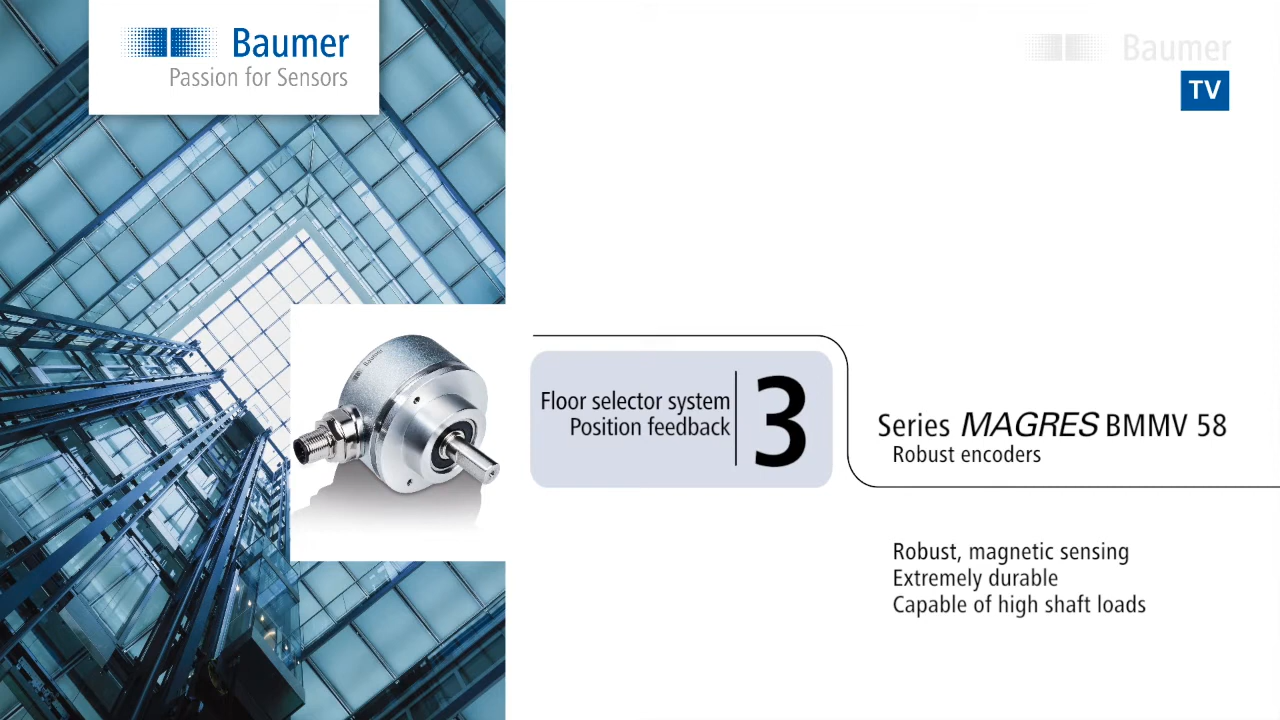 Baumer
Passion for Sensors
Baumer
TV
Baumer
Floor selector system
Position feedback
3
Series MAGRES BMMV 58
Robust encoders
Robust, magnetic sensing
Extremely durable
Capable of high shaft loads